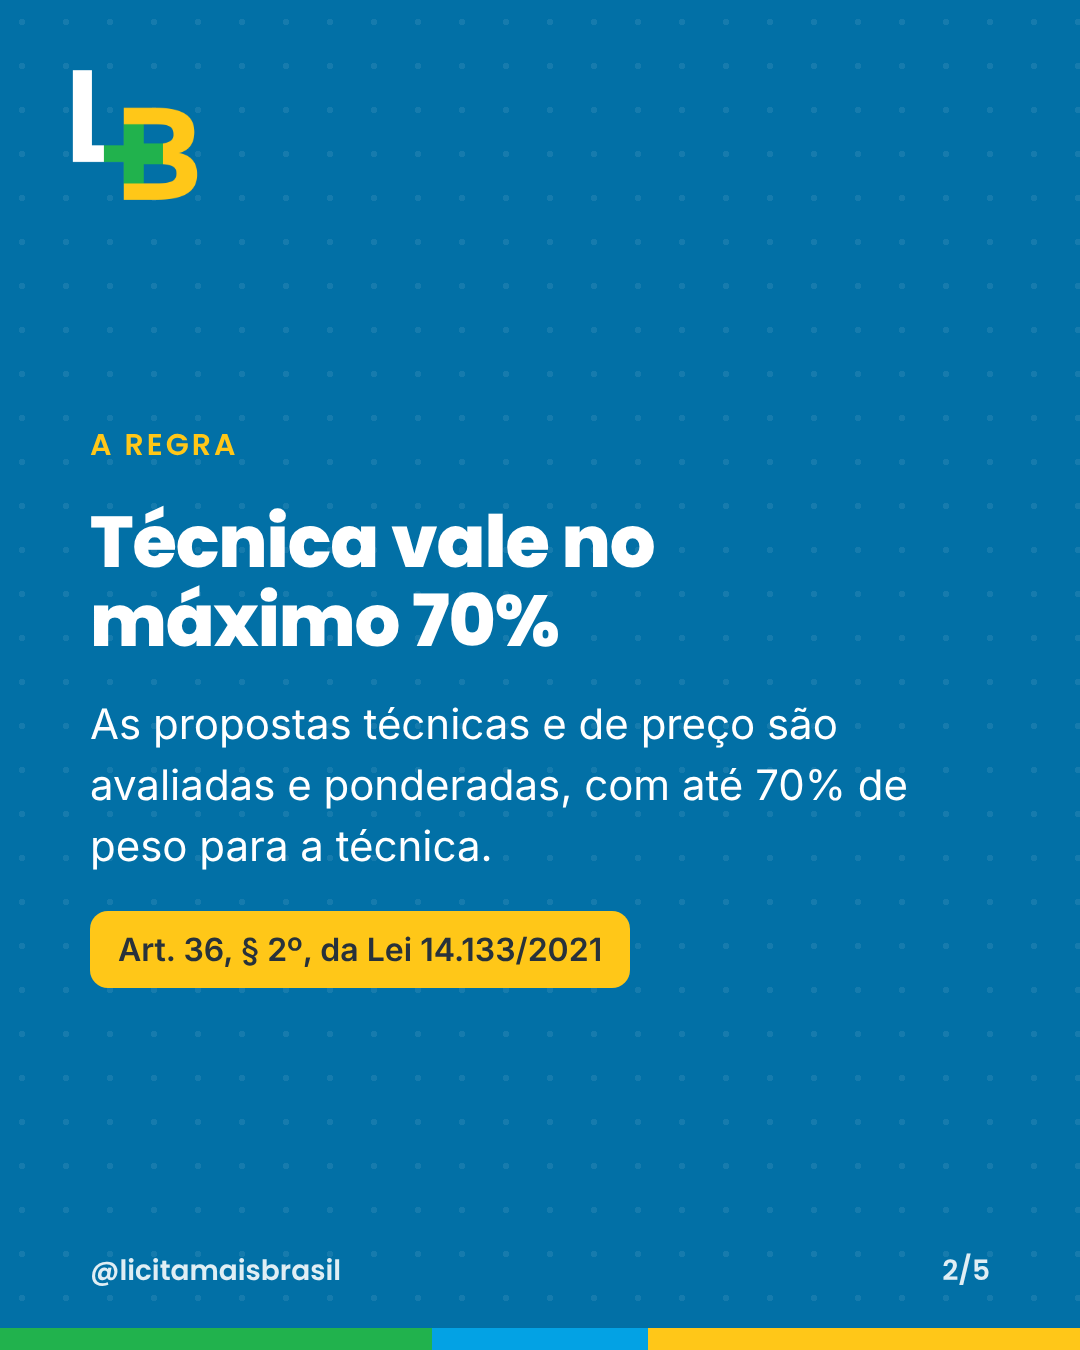 L+B
A REGRA
Técnica vale no
máximo 70%
As propostas técnicas e de preço são
avaliadas e ponderadas, com até 70% de
peso para a técnica.
Art. 36, § 2º, da Lei 14.133/2021
@licitamaisbrasil
2/5